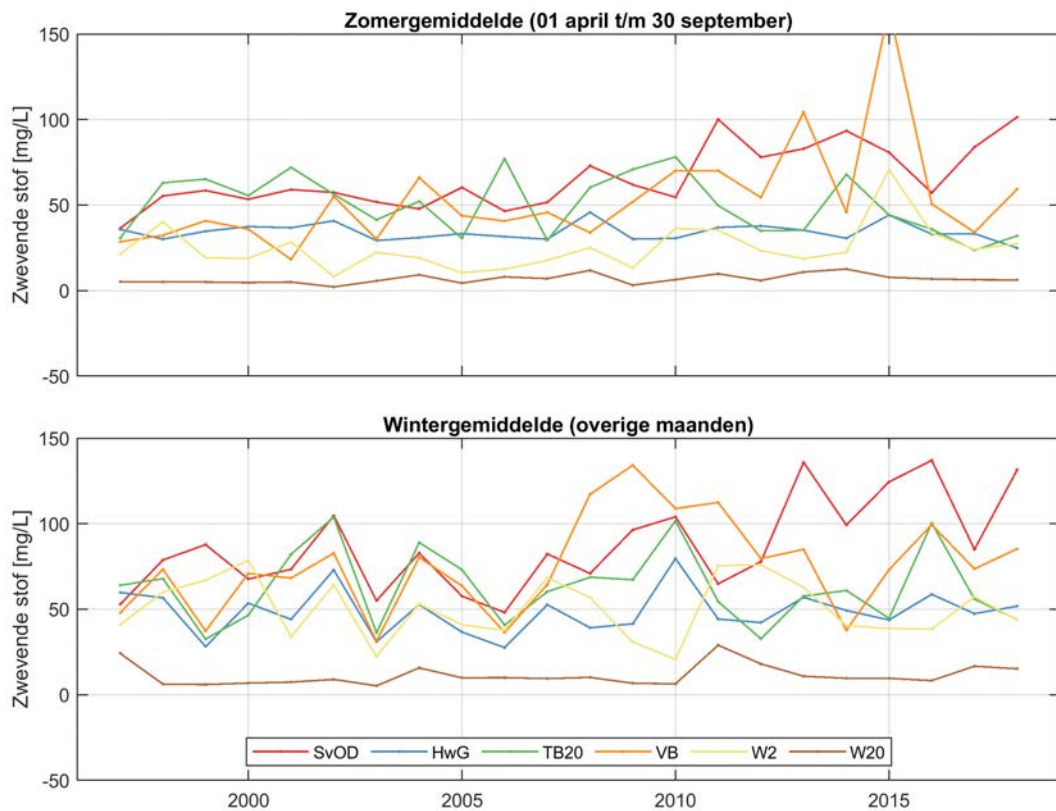 Zomergemiddelde (01 april t/m 30 september)
150
100
50
0
-50
Zwevende stof [mg/L]
Wintergemiddelde (overige maanden)
150
100
50
0
-50
Zwevende stof [mg/L]
SvOD HwG TB20 VB W2 W20
2000 2005 2010 2015